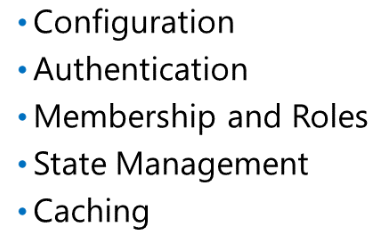 • Configuration
• Authentication
• Membership and Roles
• State Management
• Caching